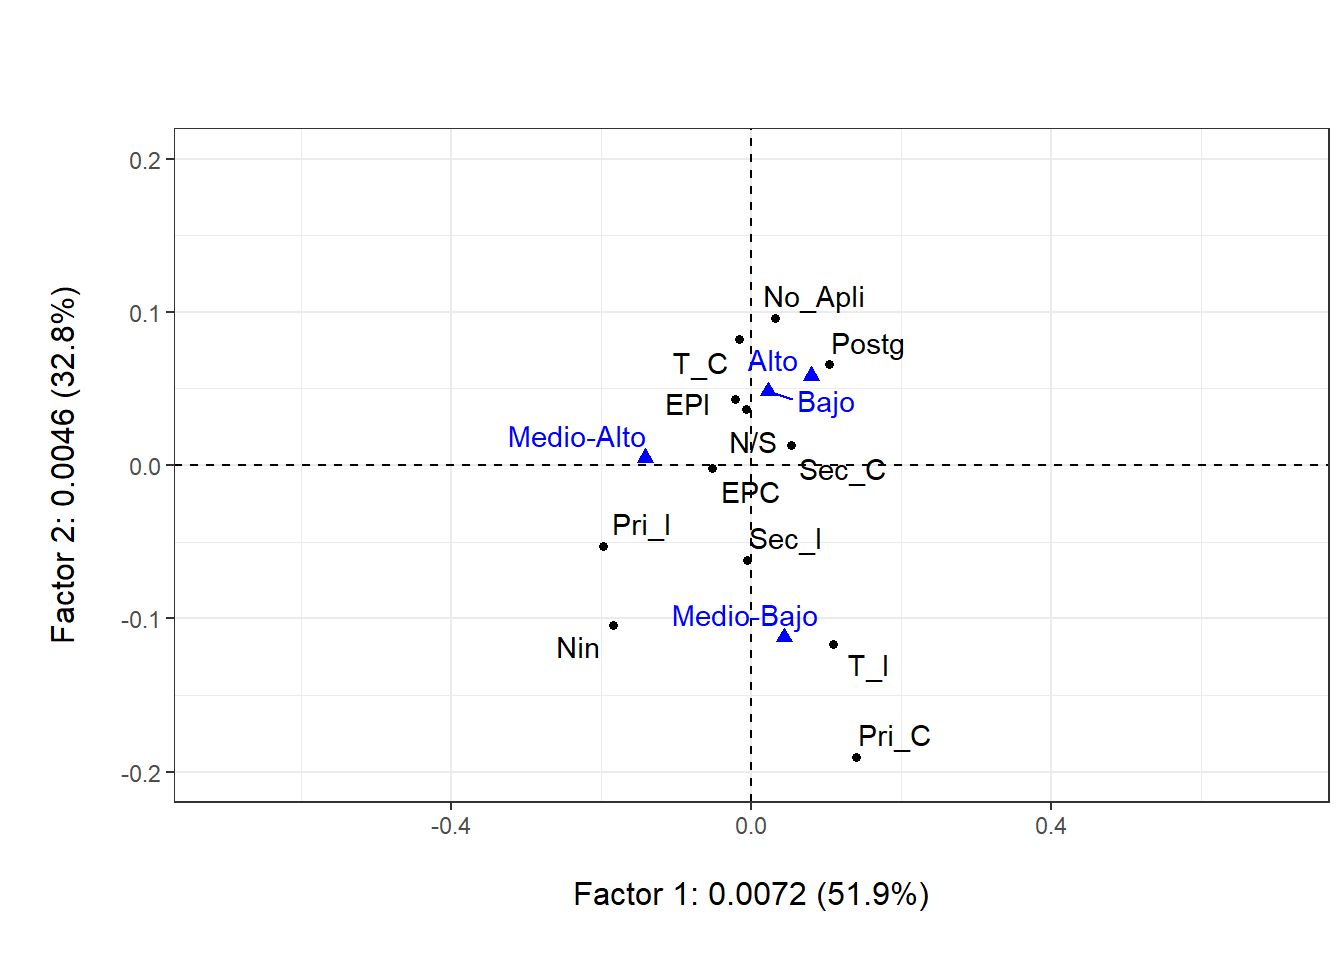 0.2
0.1
0.0
-0.1
-0.2
Factor 2: 0.0046 (32.8%)
No_Apli
Postg
T_C
Alto
EPI
Bajo
Medio-Alto
N/S
Sec_C
EPC
Pri_I
Sec_I
Medio-Bajo
Nin
T_I
Pri_C
-0.4
0.0
0.4
Factor 1: 0.0072 (51.9%)